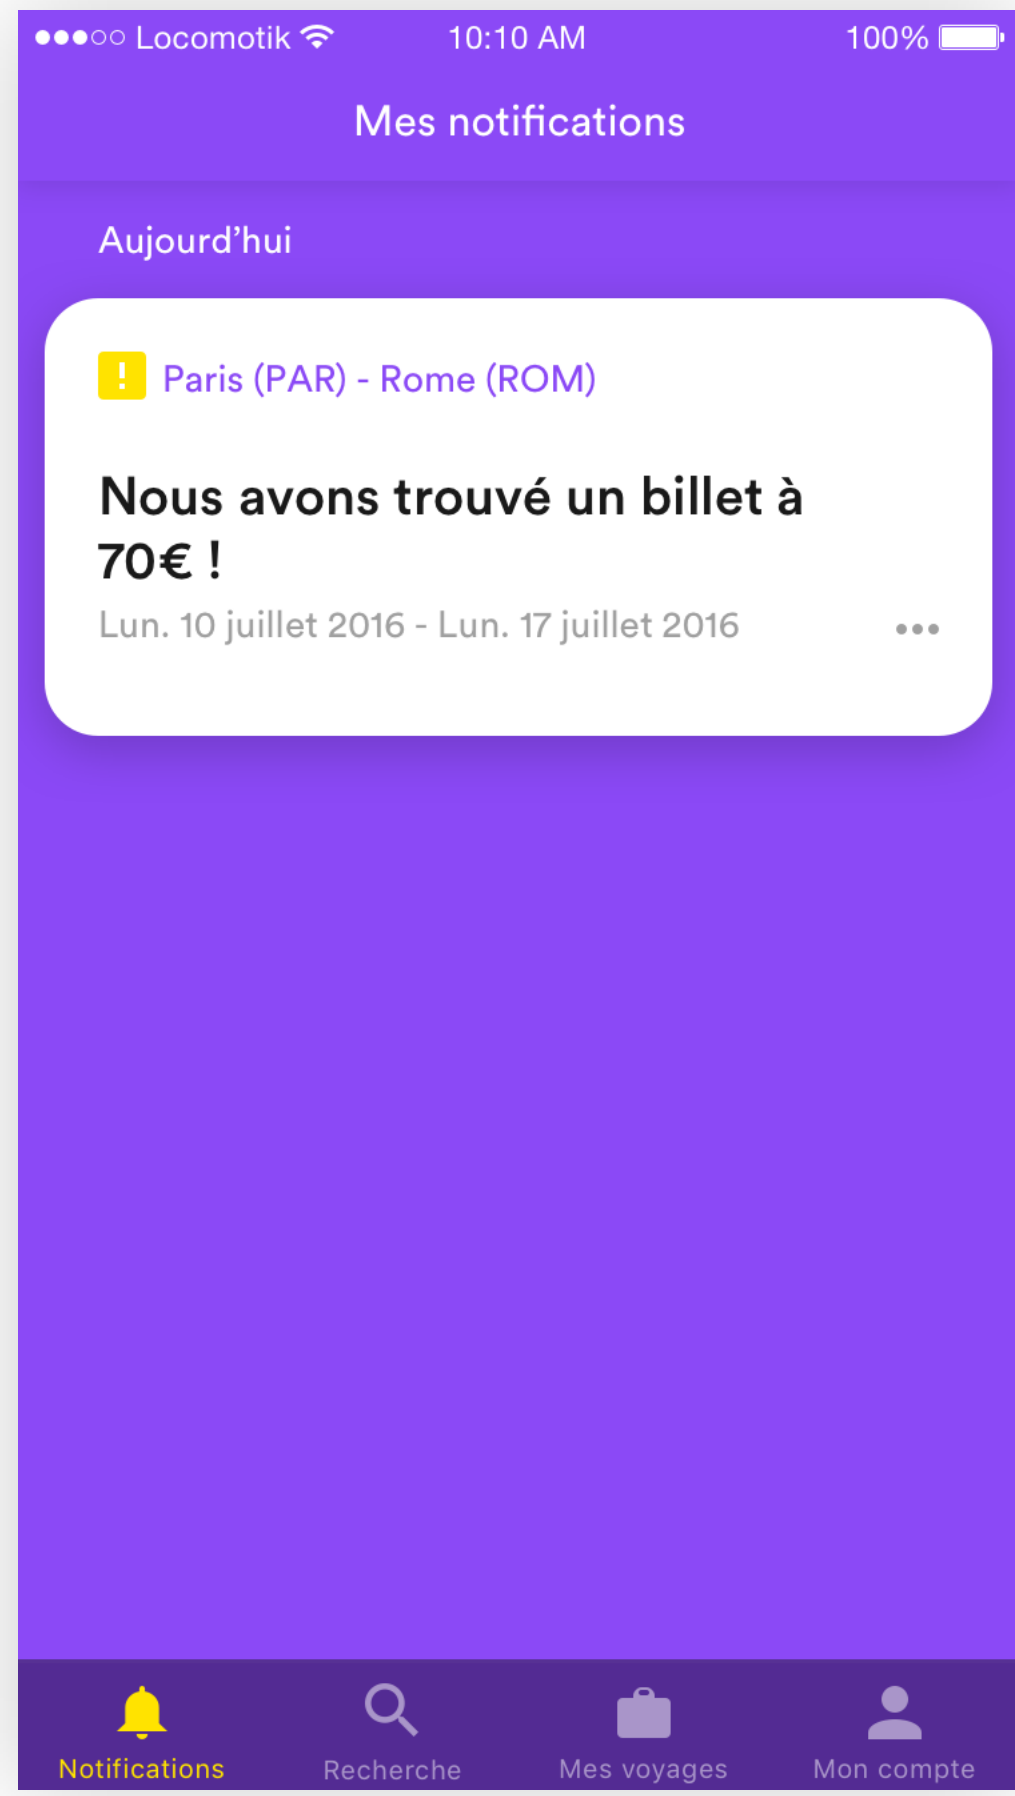 Locomotik 10:10 AM 100%
Mes notifications
Aujourd’hui
! Paris (PAR) - Rome (ROM)
Nous avons trouvé un billet à
70€ !
Lun. 10 juillet 2016 - Lun. 17 juillet 2016
Notifications Recherche Mes voyages Mon compte